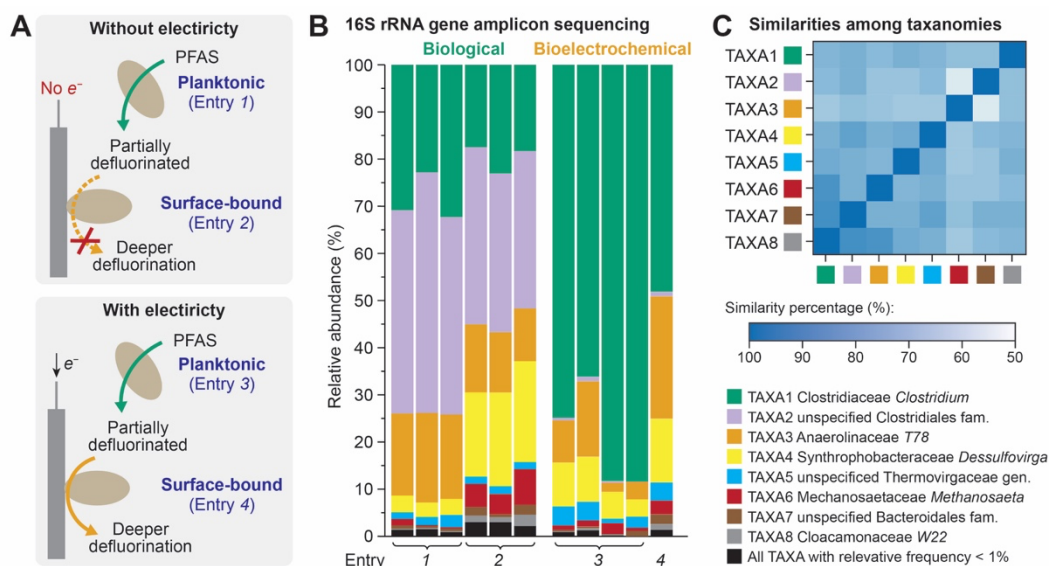 A
Without electricity
No e⁻
PFAS
Planktonic
(Entry 1)
Partially
defluorinated
Surface-bound
(Entry 2)
Deeper
defluorination
With electricity
e⁻
PFAS
Planktonic
(Entry 3)
Partially
defluorinated
Surface-bound
(Entry 4)
Deeper
defluorination
B
16S rRNA gene amplicon sequencing
Biological
Bioelectrochemical
Relative abundance (%)
100
90
80
70
60
50
40
30
20
10
0
Entry 1 2 3 4
C
Similarities among taxanomies
TAXA1
TAXA2
TAXA3
TAXA4
TAXA5
TAXA6
TAXA7
TAXA8
Similarity percentage (%):
100 90 80 70 60 50
TAXA1 Clostridiaceae Clostridium
TAXA2 unspecified Clostridiales fam.
TAXA3 Anaerolinaceae T78
TAXA4 Synthrophobacteraceae Dessulfovirga
TAXA5 unspecificed Thermovirgaceae gen.
TAXA6 Mechanosaetaceae Methanosaeta
TAXA7 unspecified Bacteroidales fam.
TAXA8 Cloacamonaceae W22
All TAXA with relevative frequency < 1%